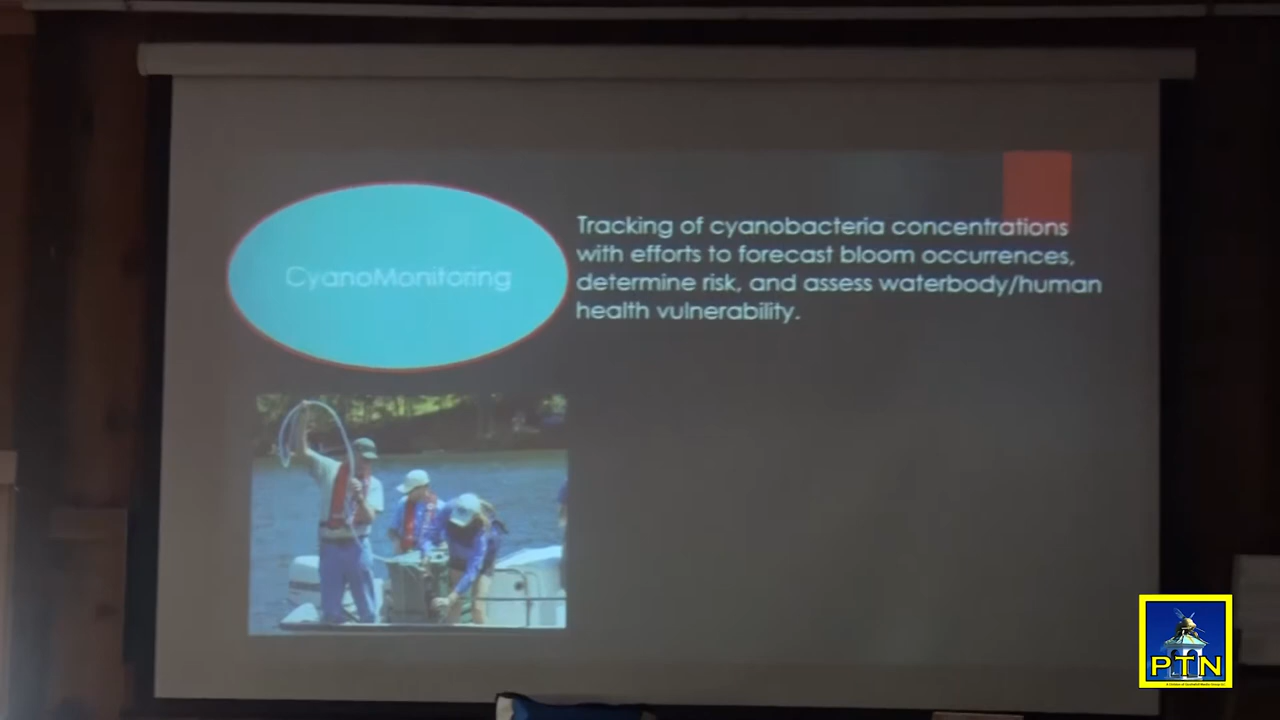 CyanoMonitoring
Tracking of cyanobacteria concentrations
with efforts to forecast bloom occurrences,
determine risk, and assess waterbody/human
health vulnerability.
PTN